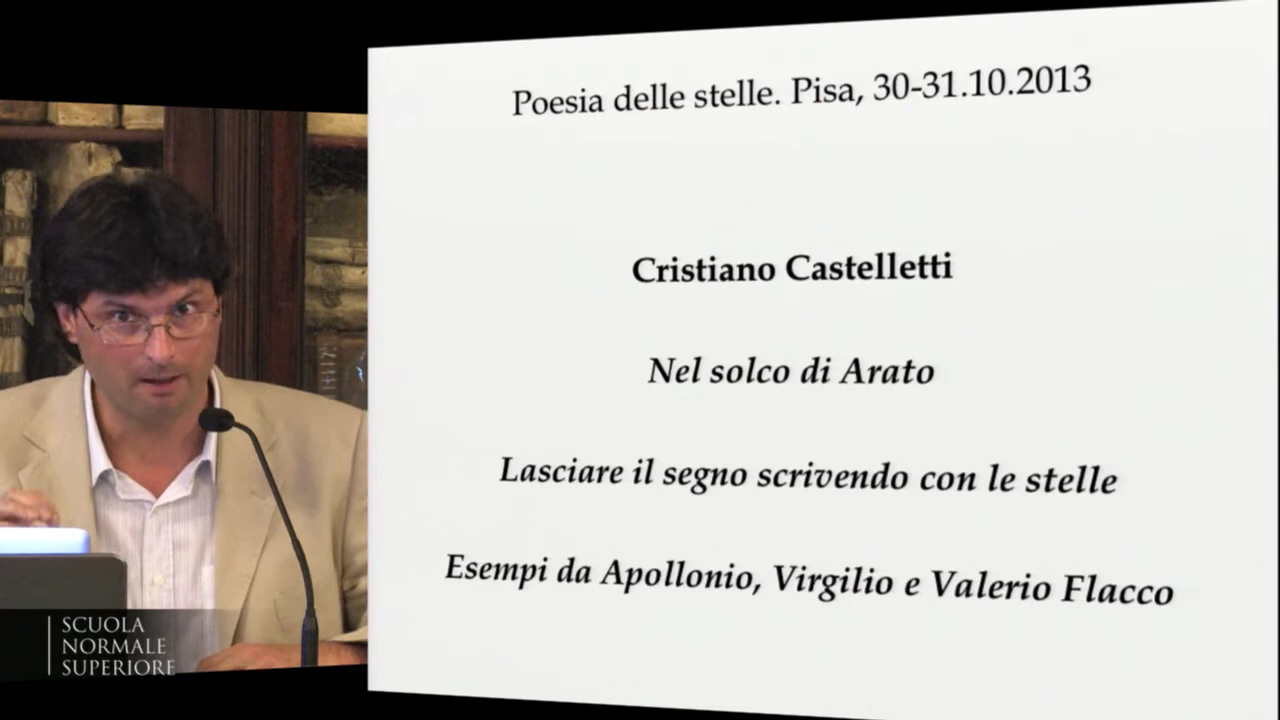 Poesia delle stelle. Pisa, 30-31.10.2013
Cristiano Castelletti
Nel solco di Arato
Lasciare il segno scrivendo con le stelle
Esempi da Apollonio, Virgilio e Valerio Flacco
SCUOLA
NORMALE
SUPERIORE